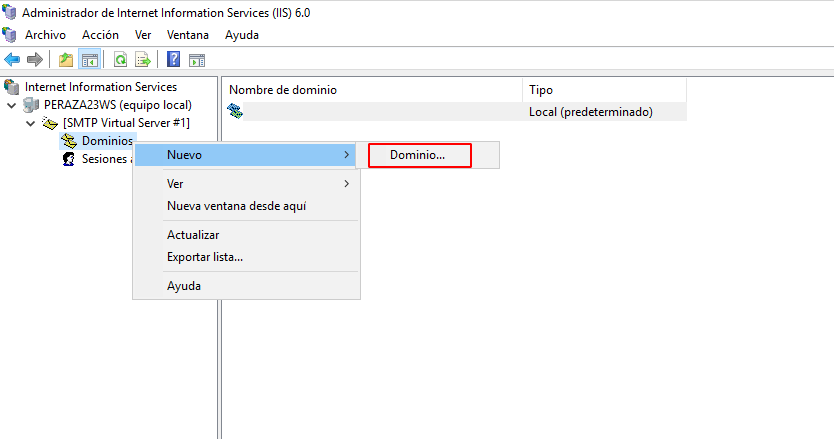 Administrador de Internet Information Services (IIS) 6.0
Archivo Acción Ver Ventana Ayuda
Internet Information Services
PERAZA23WS (equipo local)
[SMTP Virtual Server #1]
Dominios
Sesiones a
Nombre de dominio Tipo
Local (predeterminado)
Nuevo
Dominio...
Ver
Nueva ventana desde aquí
Actualizar
Exportar lista...
Ayuda